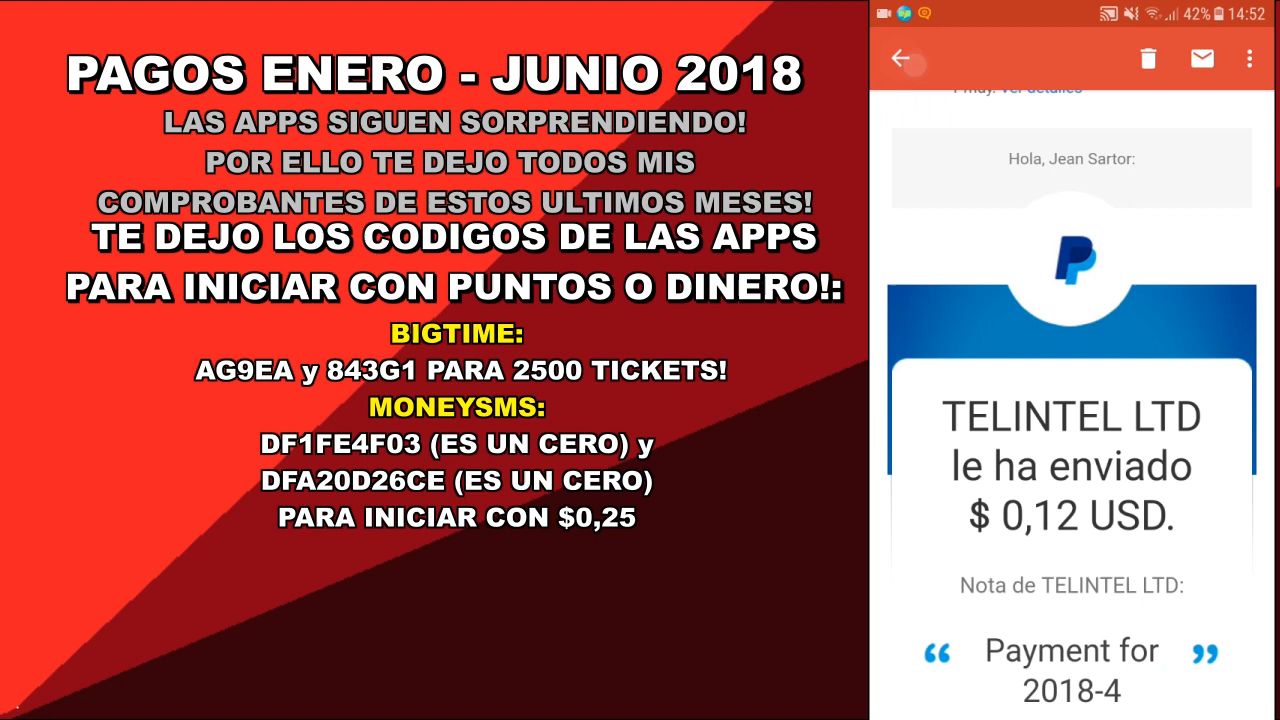 PAGOS ENERO - JUNIO 2018
LAS APPS SIGUEN SORPRENDIENDO!
POR ELLO TE DEJO TODOS MIS
COMPROBANTES DE ESTOS ULTIMOS MESES!
TE DEJO LOS CODIGOS DE LAS APPS
PARA INICIAR CON PUNTOS O DINERO!:
BIGTIME:
AG9EA y 843G1 PARA 2500 TICKETS!
MONEYSMS:
DF1FE4F03 (ES UN CERO) y
DFA20D26CE (ES UN CERO)
PARA INICIAR CON $0,25
42% 14:52
Ver detalles
Hola, Jean Sartor:
TELINTEL LTD
le ha enviado
$ 0,12 USD.
Nota de TELINTEL LTD:
“ Payment for ”
2018-4